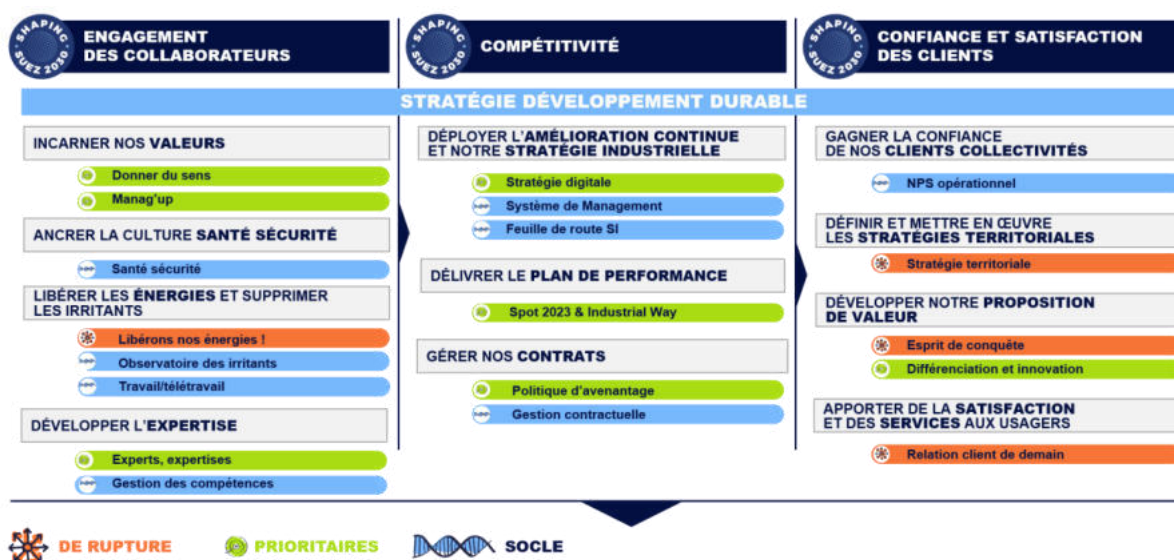 SHAPING SUEZ 2030
ENGAGEMENT
DES COLLABORATEURS
SHAPING SUEZ 2030
COMPÉTITIVITÉ
SHAPING SUEZ 2030
CONFIANCE ET SATISFACTION
DES CLIENTS
STRATÉGIE DÉVELOPPEMENT DURABLE
INCARNER NOS VALEURS
Donner du sens
Manag'up
ANCRER LA CULTURE SANTÉ SÉCURITÉ
Santé sécurité
LIBÉRER LES ÉNERGIES ET SUPPRIMER
LES IRRITANTS
Libérons nos énergies !
Observatoire des irritants
Travail/télétravail
DÉVELOPPER L'EXPERTISE
Experts, expertises
Gestion des compétences
DÉPLOYER L'AMÉLIORATION CONTINUE
ET NOTRE STRATÉGIE INDUSTRIELLE
Stratégie digitale
Système de Management
Feuille de route SI
DÉLIVRER LE PLAN DE PERFORMANCE
Spot 2023 & Industrial Way
GÉRER NOS CONTRATS
Politique d'avenantage
Gestion contractuelle
GAGNER LA CONFIANCE
DE NOS CLIENTS COLLECTIVITÉS
NPS opérationnel
DÉFINIR ET METTRE EN ŒUVRE
LES STRATÉGIES TERRITORIALES
Stratégie territoriale
DÉVELOPPER NOTRE PROPOSITION
DE VALEUR
Esprit de conquête
Différenciation et innovation
APPORTER DE LA SATISFACTION
ET DES SERVICES AUX USAGERS
Relation client de demain
DE RUPTURE
PRIORITAIRES
SOCLE